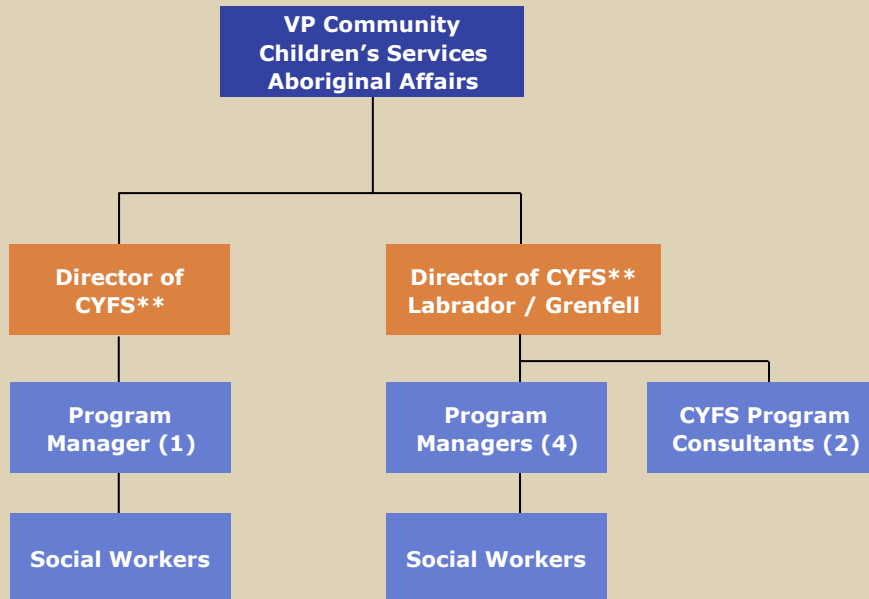 VP Community
Children’s Services
Aboriginal Affairs
Director of
CYFS**
Director of CYFS**
Labrador / Grenfell
Program
Manager (1)
Program
Managers (4)
CYFS Program
Consultants (2)
Social Workers
Social Workers